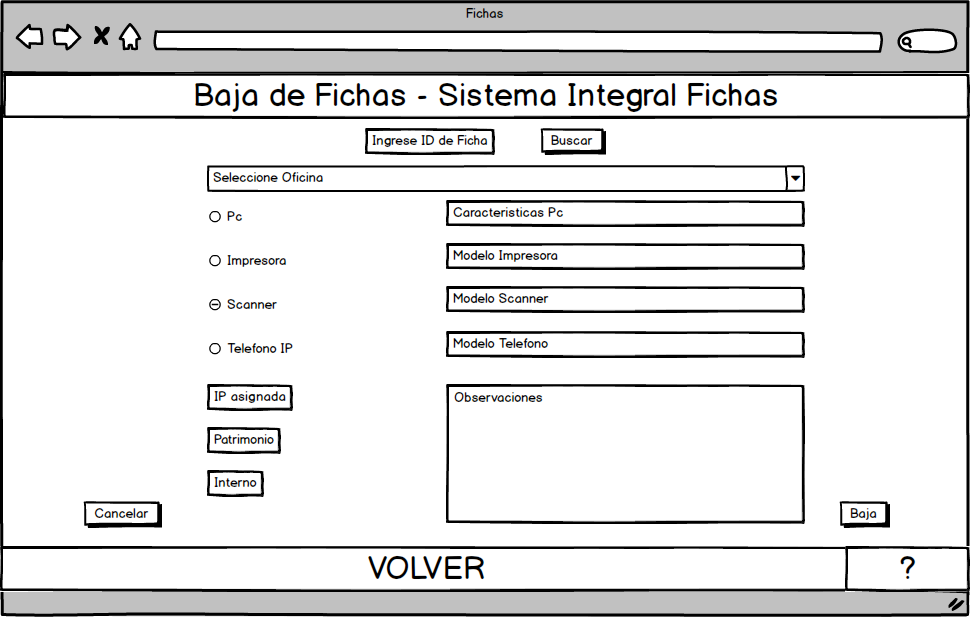 Fichas
Baja de Fichas - Sistema Integral Fichas
Ingrese ID de Ficha
Buscar
Seleccione Oficina
Pc
Caracteristicas Pc
Impresora
Modelo Impresora
Scanner
Modelo Scanner
Telefono IP
Modelo Telefono
IP asignada
Observaciones
Patrimonio
Interno
Cancelar
Baja
VOLVER
?